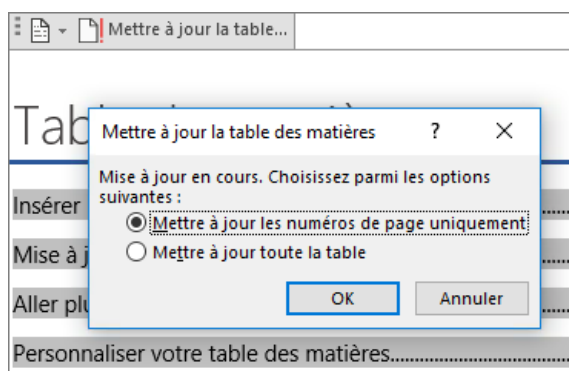 Mettre à jour la table...
Tab
Mettre à jour la table des matières ? ×
Mise à jour en cours. Choisissez parmi les options
suivantes :
Mettre à jour les numéros de page uniquement
Mettre à jour toute la table
OK Annuler
Insérer
Mise à j
Aller plu
Personnaliser votre table des matières....................................